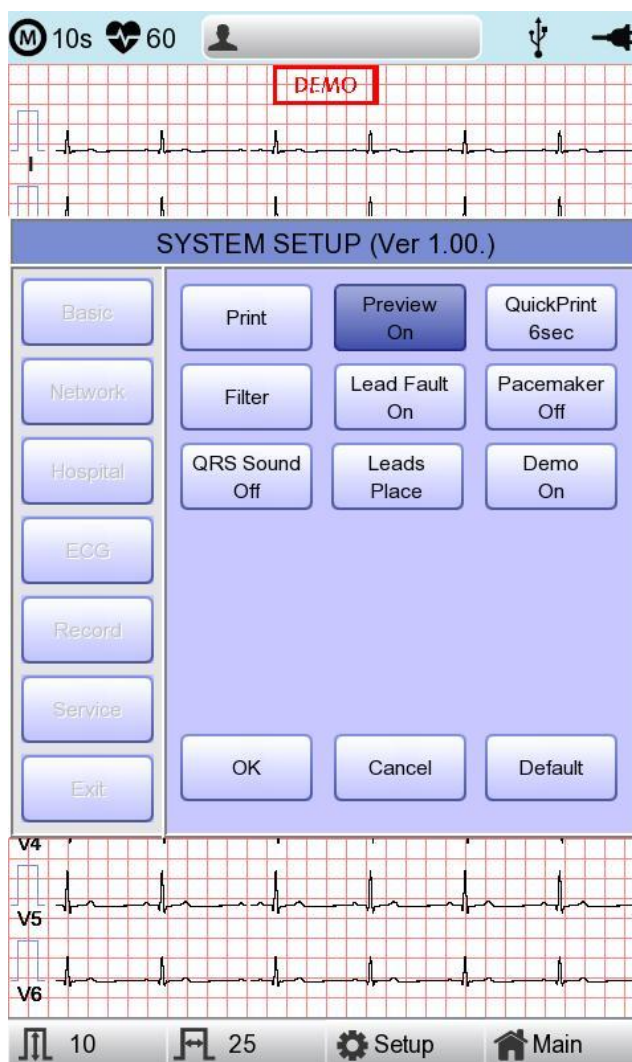 M 10s 60
DEMO
I
SYSTEM SETUP (Ver 1.00.)
Basic
Network
Hospital
ECG
Record
Service
Exit
Print
Preview
On
QuickPrint
6sec
Filter
Lead Fault
On
Pacemaker
Off
QRS Sound
Off
Leads
Place
Demo
On
OK
Cancel
Default
V4
V5
V6
10 25 Setup Main